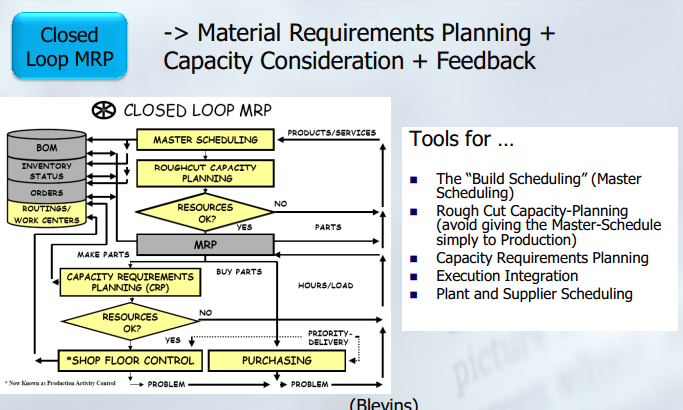 Closed
Loop MRP
-> Material Requirements Planning +
Capacity Consideration + Feedback
CLOSED LOOP MRP
BOM
INVENTORY
STATUS
ORDERS
ROUTINGS/
WORK CENTERS
MASTER SCHEDULING
PRODUCTS/SERVICES
ROUGHCUT CAPACITY
PLANNING
RESOURCES
OK?
NO
YES
PARTS
MRP
MAKE PARTS
BUY PARTS
CAPACITY REQUIREMENTS
PLANNING (CRP)
HOURS/LOAD
RESOURCES
OK?
NO
YES
PRIORITY-
DELIVERY
*SHOP FLOOR CONTROL
PURCHASING
* Now Known as Production Activity Control
PROBLEM
PROBLEM
Tools for ...
The “Build Scheduling” (Master
Scheduling)
Rough Cut Capacity-Planning
(avoid giving the Master-Schedule
simply to Production)
Capacity Requirements Planning
Execution Integration
Plant and Supplier Scheduling
(Blevins)
picture